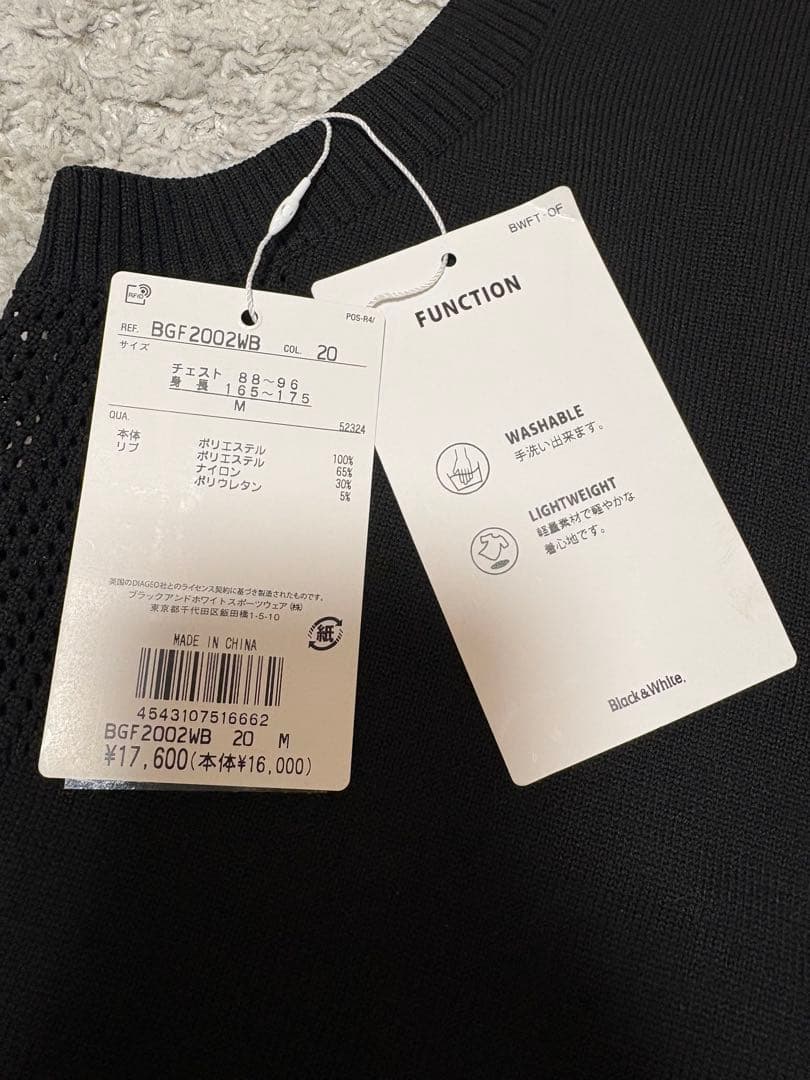 RFID
POS-R4/
REF. BGF2002WB COL. 20
サイズ
チェスト 88〜96
身長 165〜175
M
QUA. 52324
本体 ポリエステル 100%
リブ ポリエステル 65%
ナイロン 30%
ポリウレタン 5%
英国のDIAGEO社とのライセンス契約に基づき製造されたものです。
ブラックアンドホワイトスポーツウェア(株)
東京都千代田区飯田橋1-5-10
紙
MADE IN CHINA
4543107516662
BGF2002WB 20 M
¥17,600(本体¥16,000)
BWFT-OF
FUNCTION
WASHABLE
手洗い出来ます。
LIGHTWEIGHT
軽量素材で軽やかな
着心地です。
Black&White.